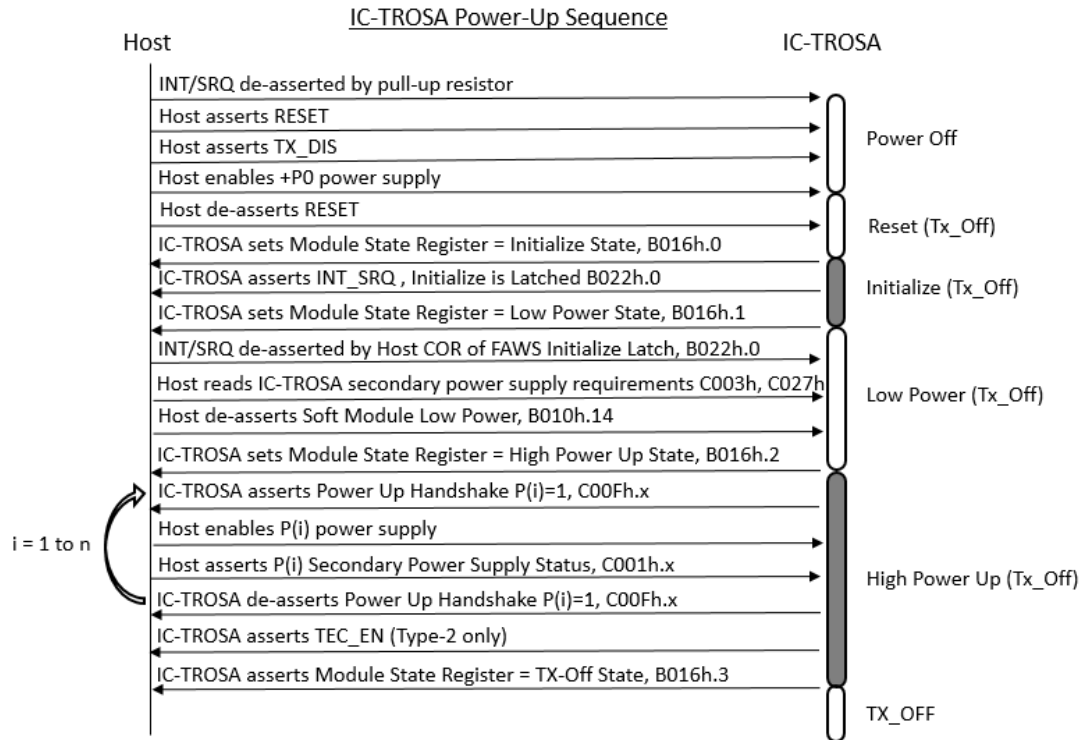 IC-TROSA Power-Up Sequence
Host
IC-TROSA
INT/SRQ de-asserted by pull-up resistor
Host asserts RESET
Host asserts TX_DIS
Power Off
Host enables +P0 power supply
Host de-asserts RESET
Reset (Tx_Off)
IC-TROSA sets Module State Register = Initialize State, B016h.0
IC-TROSA asserts INT_SRQ , Initialize is Latched B022h.0
Initialize (Tx_Off)
IC-TROSA sets Module State Register = Low Power State, B016h.1
INT/SRQ de-asserted by Host COR of FAWS Initialize Latch, B022h.0
Host reads IC-TROSA secondary power supply requirements C003h, C027h
Low Power (Tx_Off)
Host de-asserts Soft Module Low Power, B010h.14
IC-TROSA sets Module State Register = High Power Up State, B016h.2
IC-TROSA asserts Power Up Handshake P(i)=1, C00Fh.x
Host enables P(i) power supply
i = 1 to n
Host asserts P(i) Secondary Power Supply Status, C001h.x
High Power Up (Tx_Off)
IC-TROSA de-asserts Power Up Handshake P(i)=1, C00Fh.x
IC-TROSA asserts TEC_EN (Type-2 only)
IC-TROSA asserts Module State Register = TX-Off State, B016h.3
TX_OFF